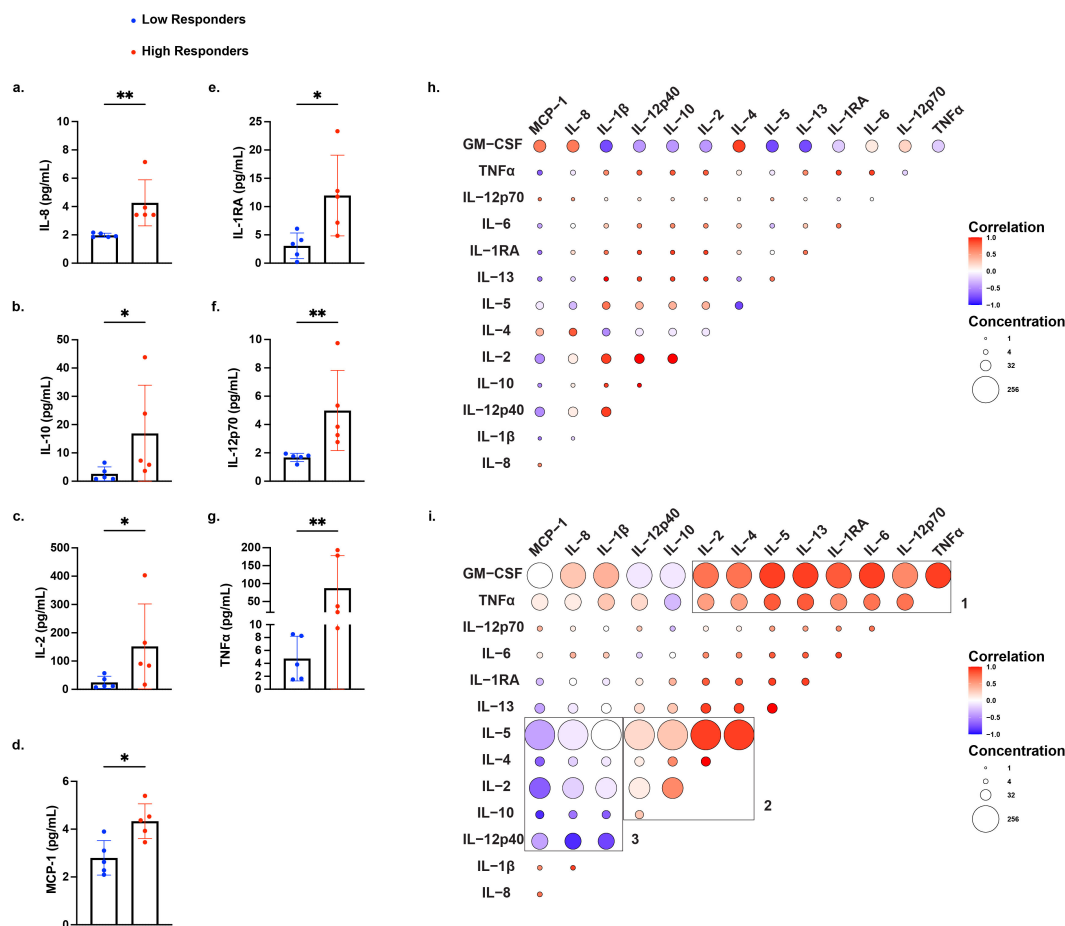 Low Responders
High Responders
a.
**
10
8
6
4
2
0
IL-8 (pg/mL)
e.
*
25
20
15
10
5
0
IL-1RA (pg/mL)
b.
*
50
40
30
20
10
0
IL-10 (pg/mL)
f.
**
10
8
6
4
2
0
IL-12p70 (pg/mL)
c.
*
500
400
300
200
100
0
IL-2 (pg/mL)
g.
**
200
150
100
50
10
10
8
6
4
2
0
TNFα (pg/mL)
d.
*
6
4
2
0
MCP-1 (pg/mL)
h.
MCP−1 IL−8 IL−1β IL−12p40 IL−10 IL−2 IL−4 IL−5 IL−13 IL−1RA IL−6 IL−12p70 TNFα
GM−CSF
TNFα
IL−12p70
IL−6
IL−1RA
IL−13
IL−5
IL−4
IL−2
IL−10
IL−12p40
IL−1β
IL−8
Correlation
1.0
0.5
0.0
−0.5
−1.0
Concentration
1
4
32
256
i.
MCP−1 IL−8 IL−1β IL−12p40 IL−10 IL−2 IL−4 IL−5 IL−13 IL−1RA IL−6 IL−12p70 TNFα
GM−CSF
TNFα 1
IL−12p70
IL−6
IL−1RA
IL−13
IL−5
IL−4
IL−2 2
IL−10
IL−12p40 3
IL−1β
IL−8
Correlation
1.0
0.5
0.0
−0.5
−1.0
Concentration
1
4
32
256